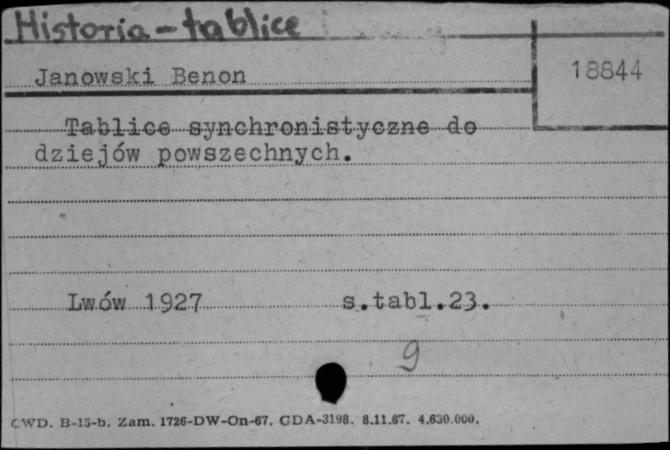 Historia - tablice
Janowski Benon
18844
Tablice synchronistyczne do
dziejów powszechnych.
Lwów 1927 s.tabl.23.
9
CWD. B-15-b. Zam. 1726-DW-On-67. GDA-3198. 8.11.67. 4.630.000.